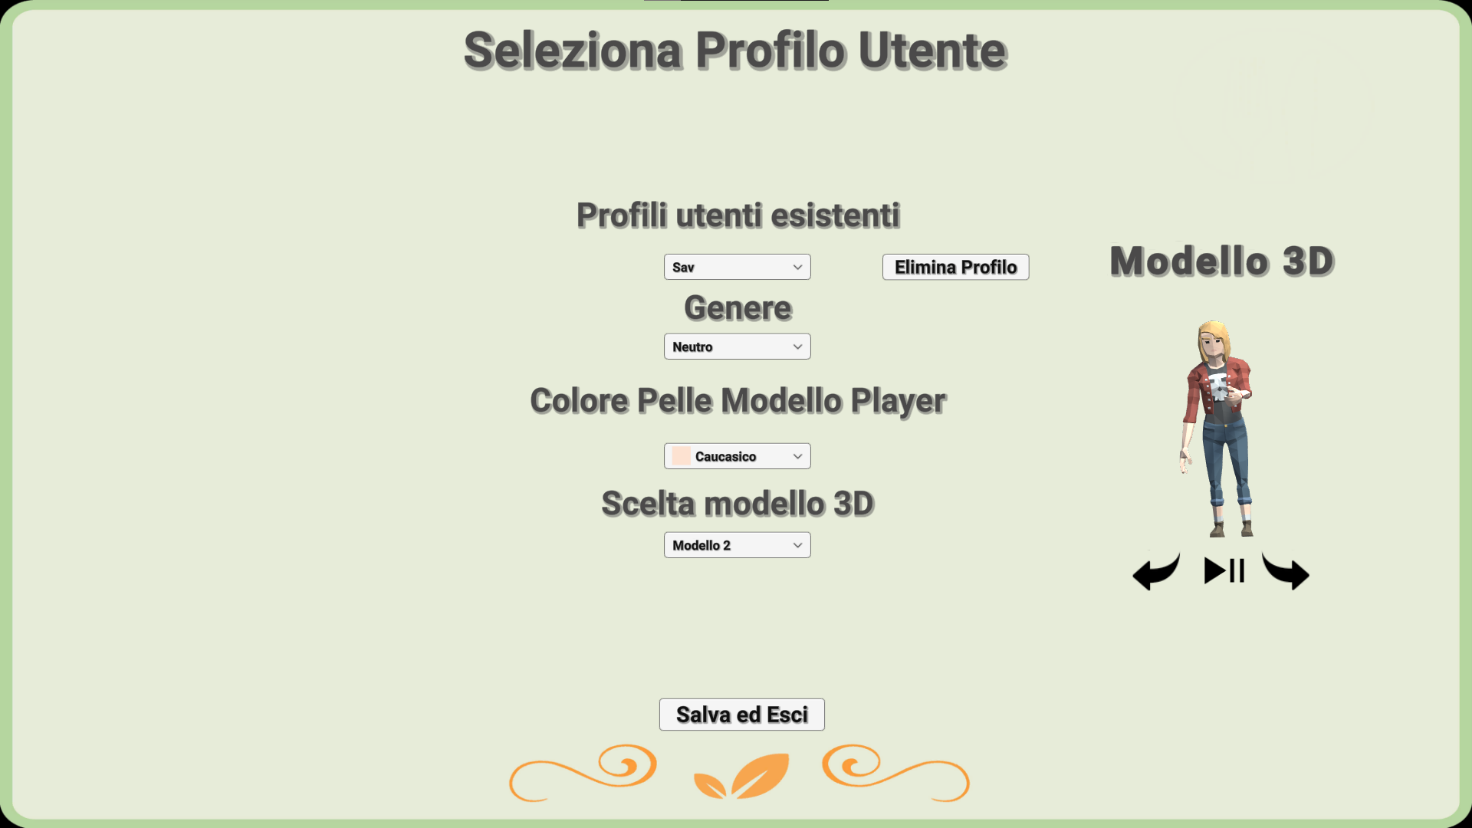 Seleziona Profilo Utente
Profili utenti esistenti
Sav
Elimina Profilo
Modello 3D
Genere
Neutro
Colore Pelle Modello Player
Caucasico
Scelta modello 3D
Modello 2
Salva ed Esci